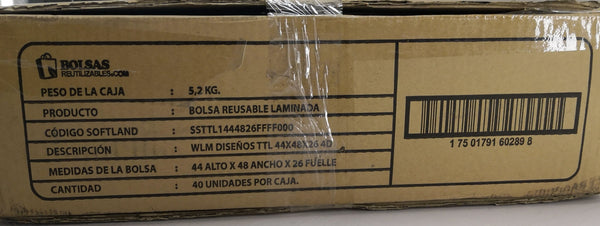 BOLSAS
REUTILIZABLES.COM
PESO DE LA CAJA : 5,2 KG.
PRODUCTO : BOLSA REUSABLE LAMINADA
CÓDIGO SOFTLAND : SSTTL1444826FFFF000
DESCRIPCIÓN : WLM DISEÑOS TTL 44X48X26 4D
MEDIDAS DE LA BOLSA : 44 ALTO X 48 ANCHO X 26 FUELLE
CANTIDAD : 40 UNIDADES POR CAJA.
1 75 01791 60289 8